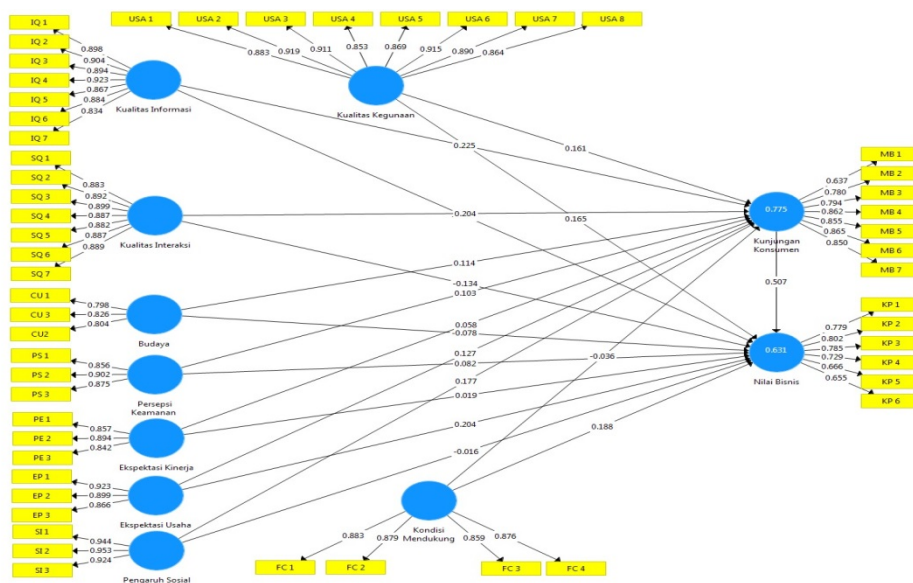 USA 1
USA 2
USA 3
USA 4
USA 5
USA 6
USA 7
USA 8
0.883
0.919
0.911
0.853
0.869
0.915
0.890
0.864
Kualitas Kegunaan
IQ 1
IQ 2
IQ 3
IQ 4
IQ 5
IQ 6
IQ 7
0.898
0.904
0.894
0.923
0.867
0.884
0.834
Kualitas Informasi
SQ 1
SQ 2
SQ 3
SQ 4
SQ 5
SQ 6
SQ 7
0.883
0.892
0.899
0.887
0.882
0.887
0.889
Kualitas Interaksi
CU 1
CU 3
CU2
0.798
0.826
0.804
Budaya
PS 1
PS 2
PS 3
0.856
0.902
0.875
Persepsi
Keamanan
PE 1
PE 2
PE 3
0.857
0.894
0.842
Ekspektasi Kinerja
EP 1
EP 2
EP 3
0.923
0.899
0.866
Ekspektasi Usaha
SI 1
SI 2
SI 3
0.944
0.953
0.924
Pengaruh Sosial
0.161
0.225
0.165
0.204
0.114
-0.134
0.103
0.058
-0.078
0.127
0.082
0.177
0.019
0.204
-0.016
-0.036
0.188
0.507
Kondisi
Mendukung
0.883
0.879
0.859
0.876
FC 1
FC 2
FC 3
FC 4
0.775
Kunjungan
Konsumen
0.637
0.780
0.794
0.862
0.855
0.865
0.850
MB 1
MB 2
MB 3
MB 4
MB 5
MB 6
MB 7
0.631
Nilai Bisnis
0.779
0.802
0.785
0.729
0.666
0.655
KP 1
KP 2
KP 3
KP 4
KP 5
KP 6